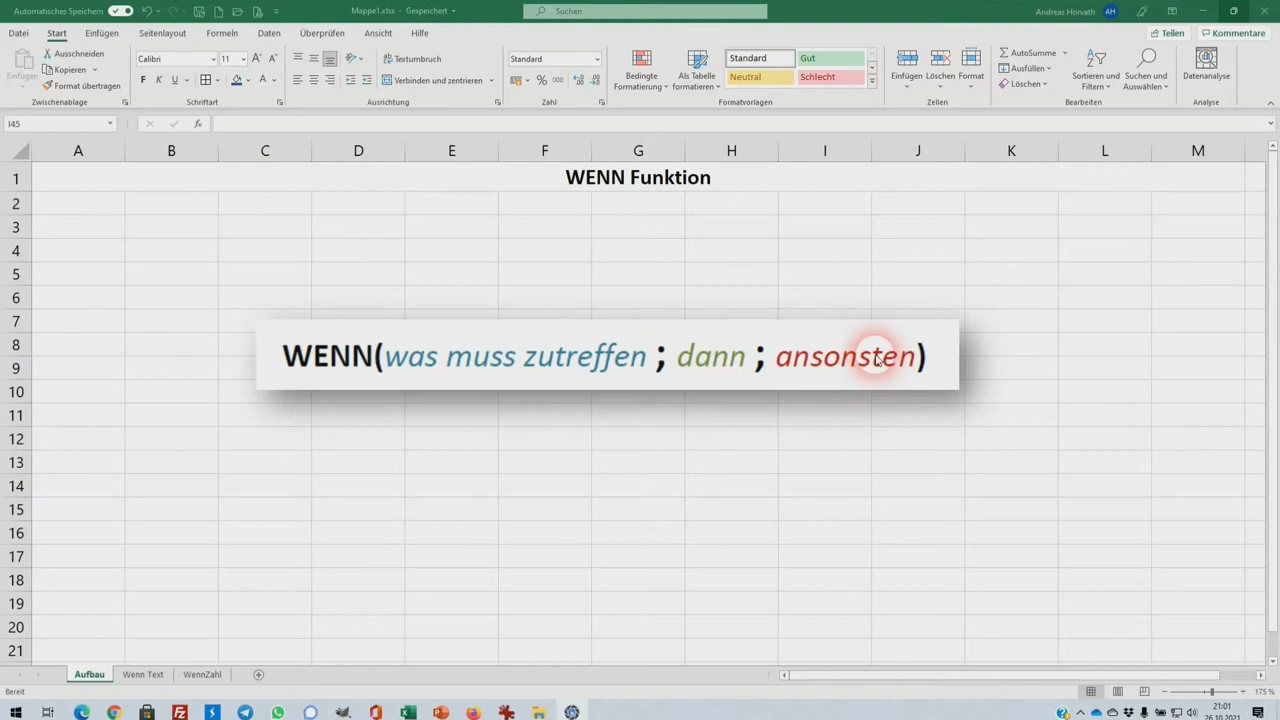 Automatisches Speichern
Mappe1.xlsx - Gespeichert
Suchen
Andreas Horvath
AH
Datei Start Einfügen Seitenlayout Formeln Daten Überprüfen Ansicht Hilfe
Teilen
Kommentare
Einfügen
Ausschneiden
Kopieren
Format übertragen
Zwischenablage
Calibri
11
F K U
Schriftart
Textumbruch
Verbinden und zentrieren
Ausrichtung
Standard
% 000
Zahl
Bedingte Formatierung
Als Tabelle formatieren
Standard Gut
Neutral Schlecht
Formatvorlagen
Einfügen Löschen Format
Zellen
AutoSumme
Ausfüllen
Löschen
Sortieren und Filtern
Suchen und Auswählen
Bearbeiten
Datenanalyse
Analyse
I45
fx
A B C D E F G H I J K L M
1 WENN Funktion
2
3
4
5
6
7
8
WENN(was muss zutreffen ; dann ; ansonsten)
9
10
11
12
13
14
15
16
17
18
19
20
21
Aufbau Wenn Text WennZahl
Bereit
175 %
21:01
26.10.2021